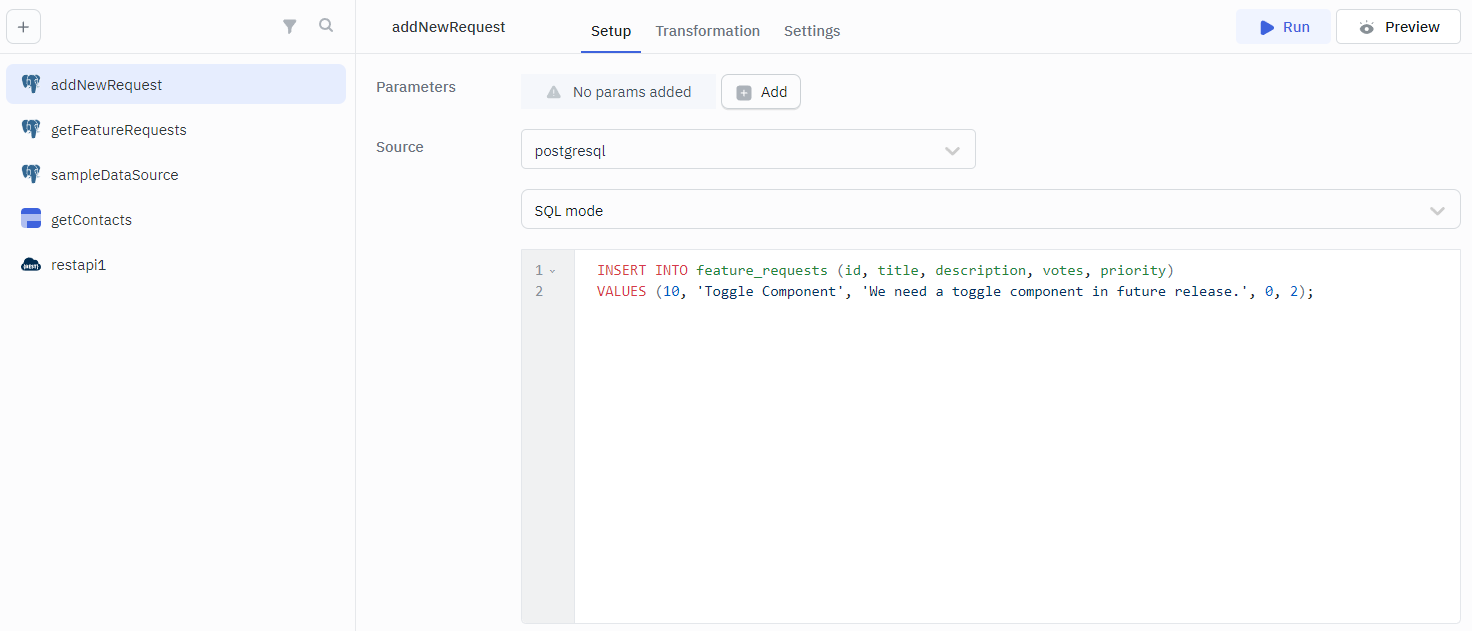 addNewRequest
Setup
Transformation
Settings
Run
Preview
addNewRequest
getFeatureRequests
sampleDataSource
getContacts
restapi1
Parameters
No params added
Add
Source
postgresql
SQL mode
1 INSERT INTO feature_requests (id, title, description, votes, priority)
2 VALUES (10, 'Toggle Component', 'We need a toggle component in future release.', 0, 2);